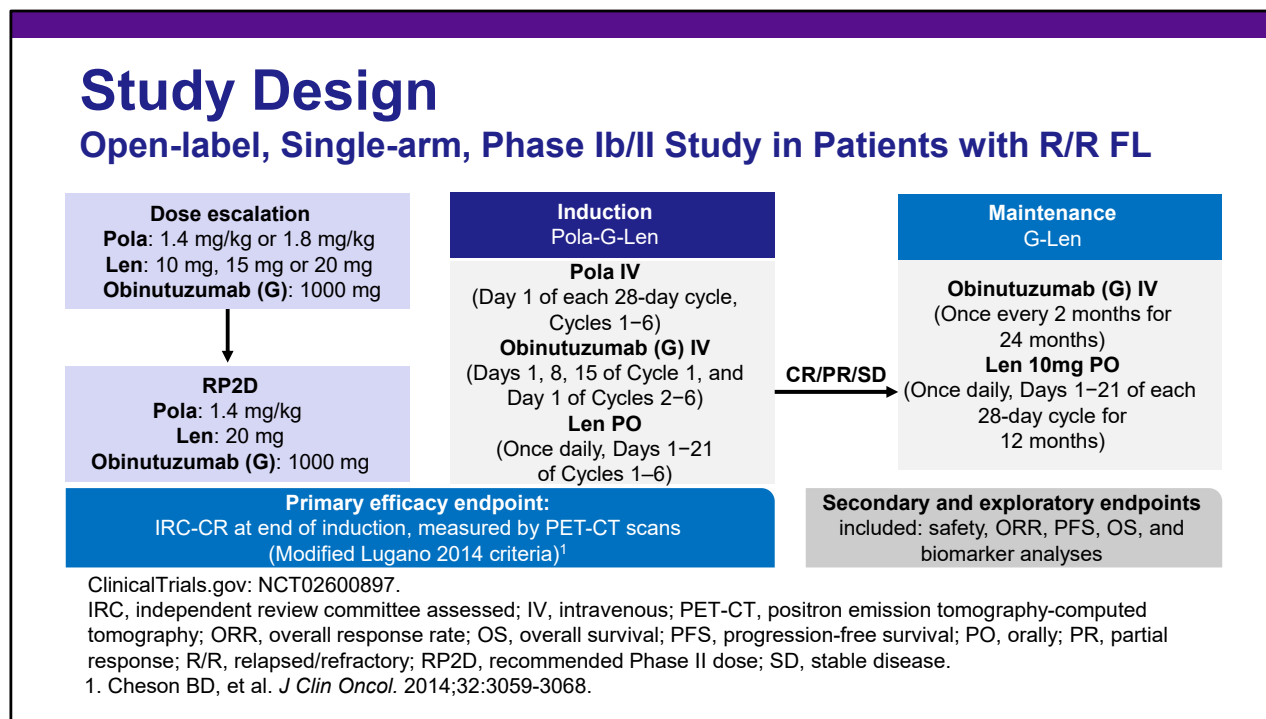 Study Design
Open-label, Single-arm, Phase Ib/II Study in Patients with R/R FL
Dose escalation
Pola: 1.4 mg/kg or 1.8 mg/kg
Len: 10 mg, 15 mg or 20 mg
Obinutuzumab (G): 1000 mg
RP2D
Pola: 1.4 mg/kg
Len: 20 mg
Obinutuzumab (G): 1000 mg
Induction
Pola-G-Len
Pola IV
(Day 1 of each 28-day cycle,
Cycles 1−6)
Obinutuzumab (G) IV
(Days 1, 8, 15 of Cycle 1, and
Day 1 of Cycles 2−6)
Len PO
(Once daily, Days 1−21
of Cycles 1–6)
CR/PR/SD
Maintenance
G-Len
Obinutuzumab (G) IV
(Once every 2 months for
24 months)
Len 10mg PO
(Once daily, Days 1−21 of each
28-day cycle for
12 months)
Primary efficacy endpoint:
IRC-CR at end of induction, measured by PET-CT scans
(Modified Lugano 2014 criteria)¹
Secondary and exploratory endpoints
included: safety, ORR, PFS, OS, and
biomarker analyses
ClinicalTrials.gov: NCT02600897.
IRC, independent review committee assessed; IV, intravenous; PET-CT, positron emission tomography-computed
tomography; ORR, overall response rate; OS, overall survival; PFS, progression-free survival; PO, orally; PR, partial
response; R/R, relapsed/refractory; RP2D, recommended Phase II dose; SD, stable disease.
1. Cheson BD, et al. J Clin Oncol. 2014;32:3059-3068.